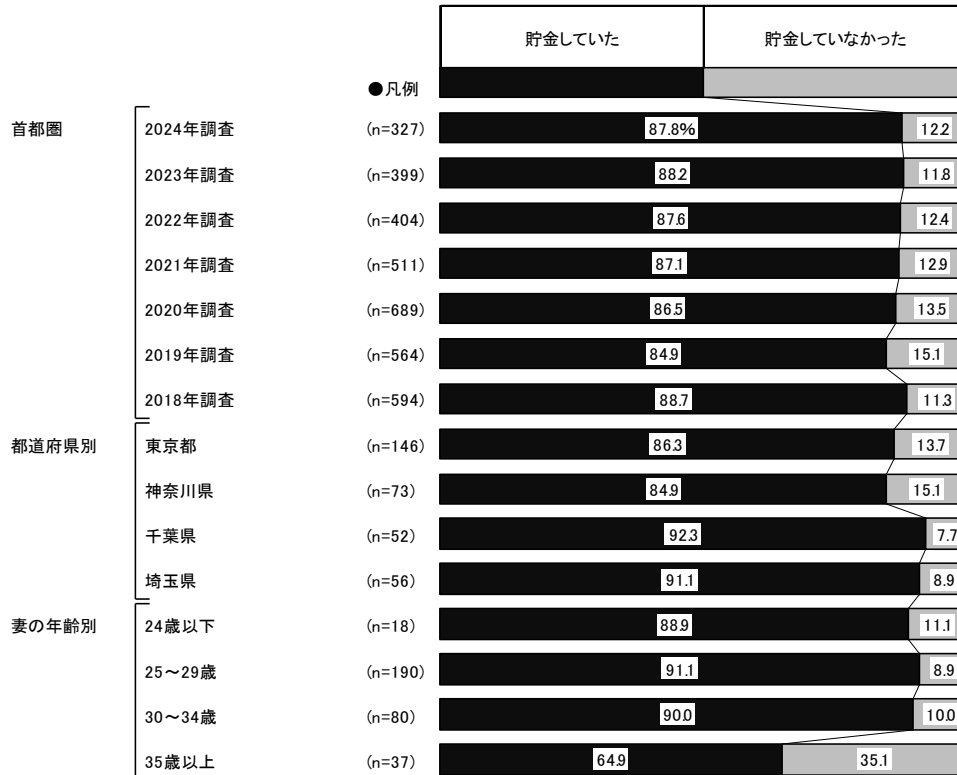 貯金していた 貯金していなかった
●凡例
首都圏 2024年調査 (n=327) 87.8% 12.2
2023年調査 (n=399) 88.2 11.8
2022年調査 (n=404) 87.6 12.4
2021年調査 (n=511) 87.1 12.9
2020年調査 (n=689) 86.5 13.5
2019年調査 (n=564) 84.9 15.1
2018年調査 (n=594) 88.7 11.3
都道府県別 東京都 (n=146) 86.3 13.7
神奈川県 (n=73) 84.9 15.1
千葉県 (n=52) 92.3 7.7
埼玉県 (n=56) 91.1 8.9
妻の年齢別 24歳以下 (n=18) 88.9 11.1
25～29歳 (n=190) 91.1 8.9
30～34歳 (n=80) 90.0 10.0
35歳以上 (n=37) 64.9 35.1